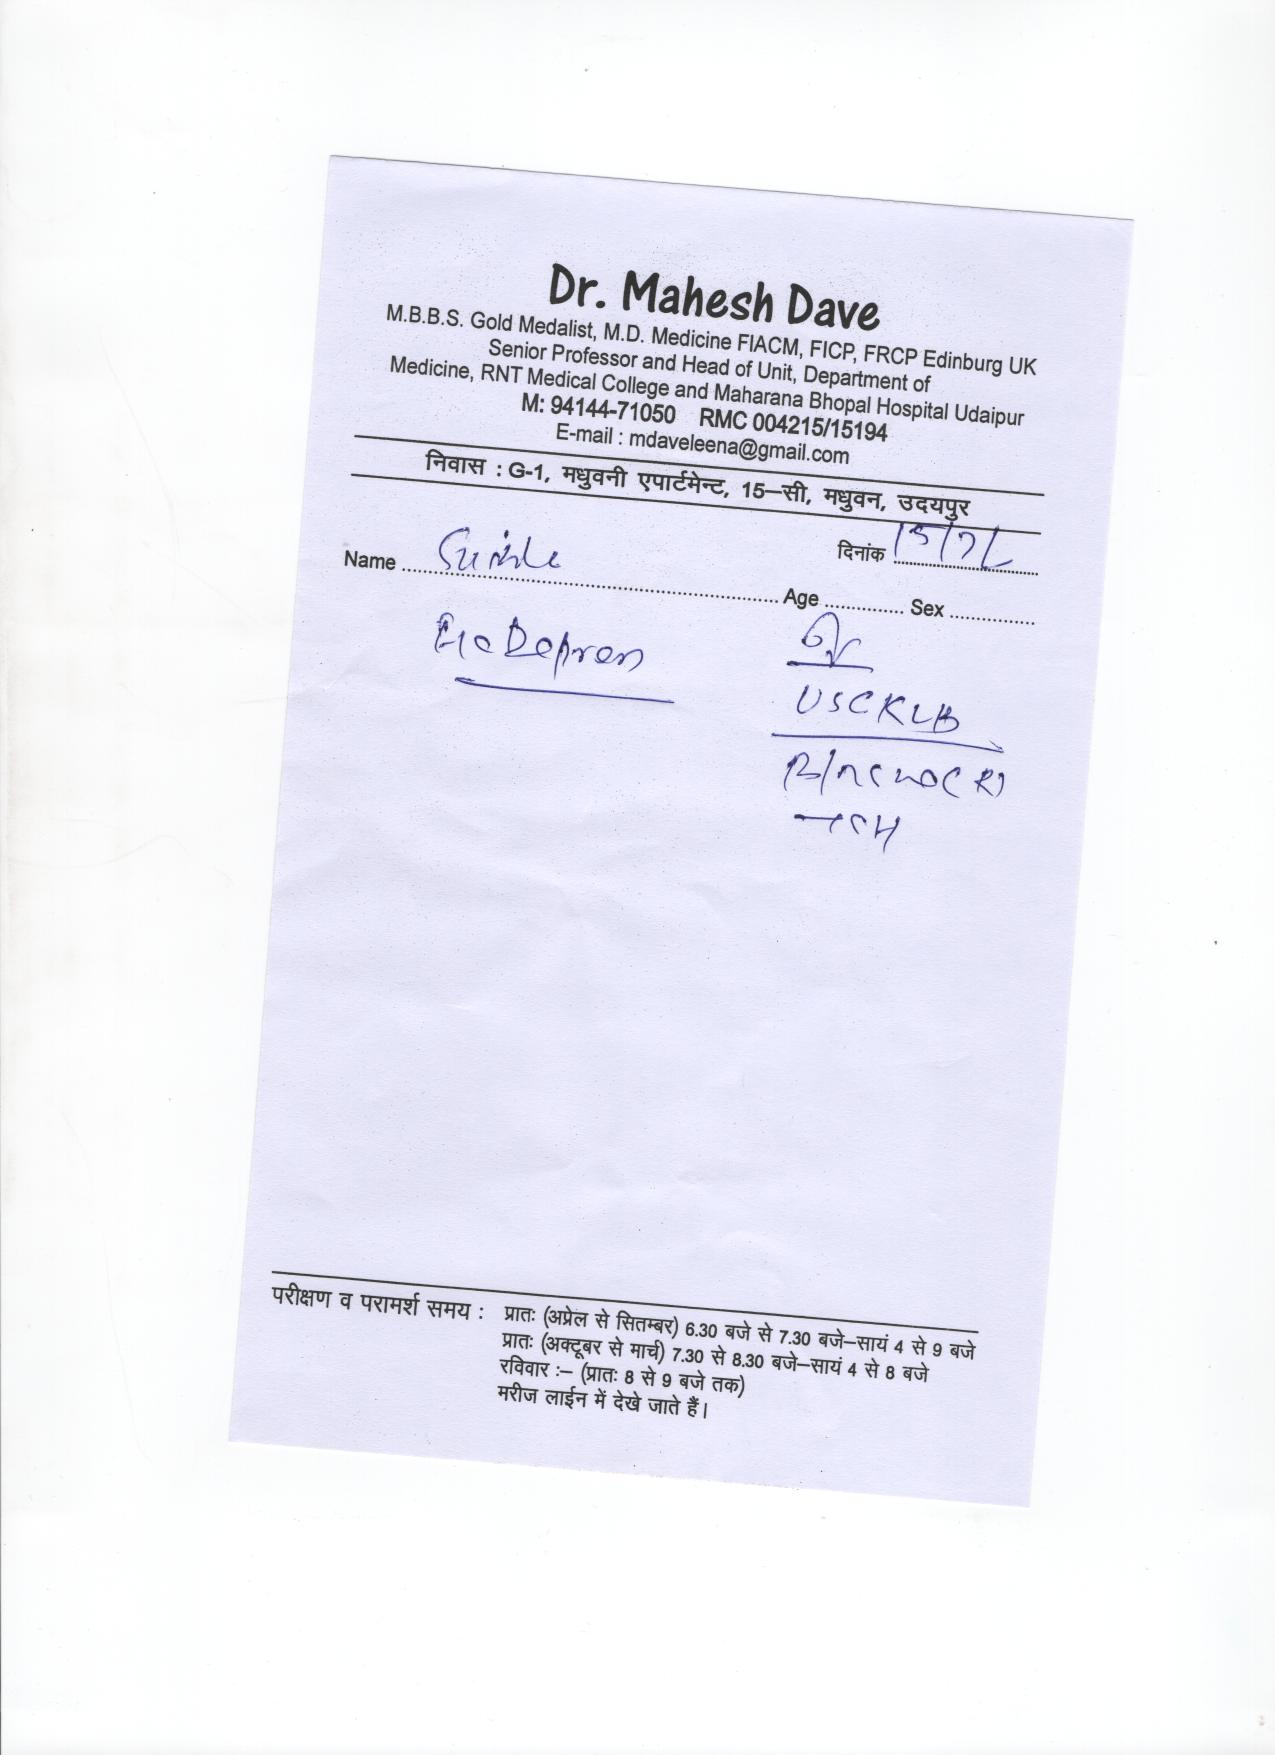 Dr. Mahesh Dave
M.B.B.S. Gold Medalist, M.D. Medicine FIACM, FICP, FRCP Edinburg UK
Senior Professor and Head of Unit, Department of
Medicine, RNT Medical College and Maharana Bhopal Hospital Udaipur
M: 94144-71050 RMC 004215/15194
E-mail : mdaveleena@gmail.com
निवास : G-1, मधुवनी एपार्टमेन्ट, 15–सी, मधुवन, उदयपुर
दिनांक
Name Age Sex
USCKLB
परीक्षण व परामर्श समय : प्रातः (अप्रेल से सितम्बर) 6.30 बजे से 7.30 बजे–सायं 4 से 9 बजे
प्रातः (अक्टूबर से मार्च) 7.30 से 8.30 बजे–सायं 4 से 8 बजे
रविवार :– (प्रातः 8 से 9 बजे तक)
मरीज लाईन में देखे जाते हैं।